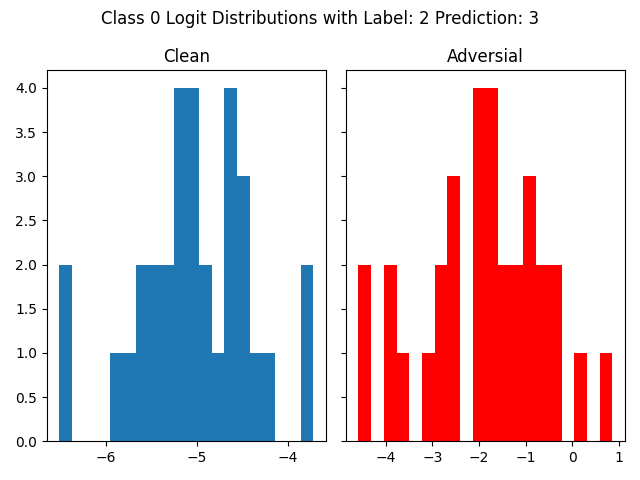 Class 0 Logit Distributions with Label: 2 Prediction: 3
Clean
Adversial
4.0
3.5
3.0
2.5
2.0
1.5
1.0
0.5
0.0
−6 −5 −4
−4 −3 −2 −1 0 1